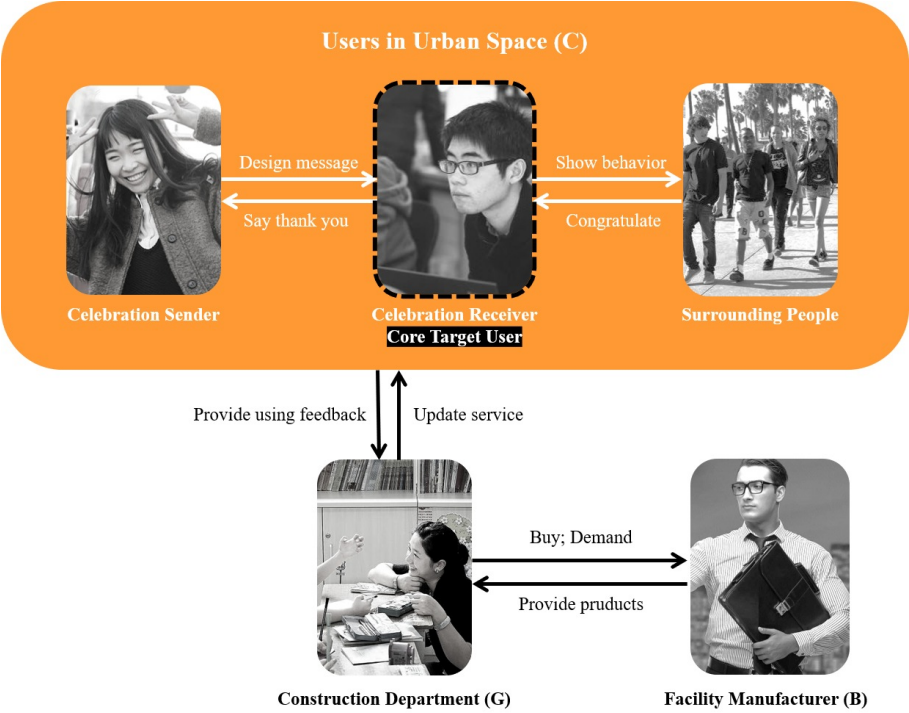 Users in Urban Space (C)
Design message
Say thank you
Show behavior
Congratulate
Celebration Sender
Celebration Receiver
Core Target User
Surrounding People
Provide using feedback
Update service
Buy; Demand
Provide pruducts
Construction Department (G)
Facility Manufacturer (B)